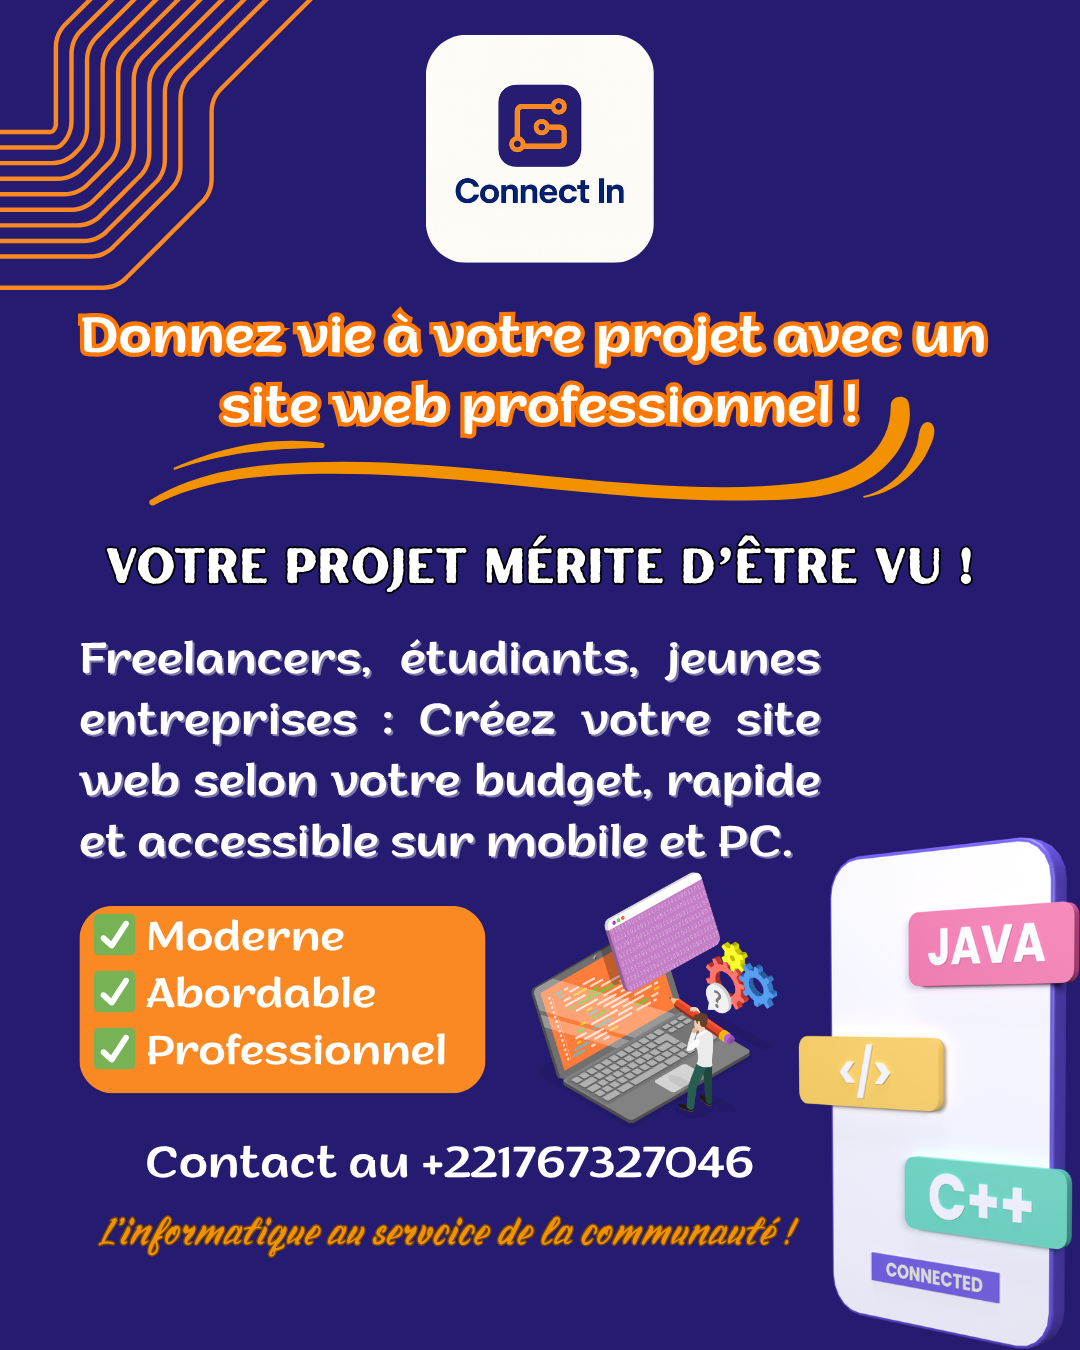 Connect In
Donnez vie à votre projet avec un
site web professionnel !
VOTRE PROJET MÉRITE D'ÊTRE VU !
Freelancers, étudiants, jeunes
entreprises : Créez votre site
web selon votre budget, rapide
et accessible sur mobile et PC.
✅ Moderne
✅ Abordable
✅ Professionnel
JAVA
?
</>
C++
CONNECTED
Contact au +221767327046
L'informatique au servcice de la communauté !